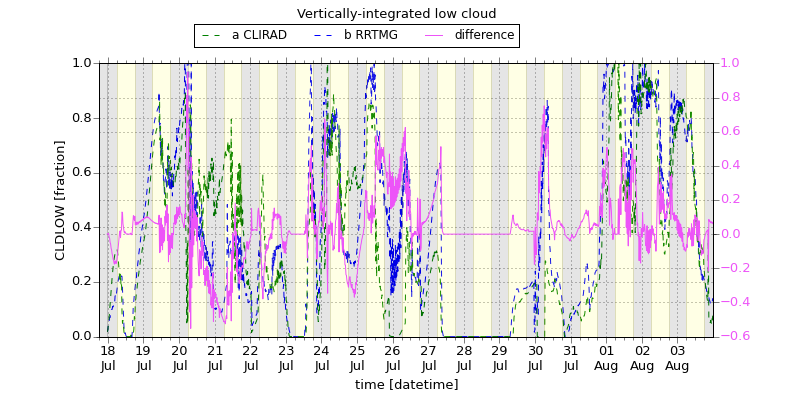 Vertically-integrated low cloud
a CLIRAD b RRTMG difference
1.0 1.0
0.8
0.8 0.6
0.6 0.4
0.2
0.4 0.0
0.2 −0.2
−0.4
0.0 −0.6
CLDLOW [fraction]
18 19 20 21 22 23 24 25 26 27 28 29 30 31 01 02 03
Jul Jul Jul Jul Jul Jul Jul Jul Jul Jul Jul Jul Jul Jul Aug Aug Aug
time [datetime]